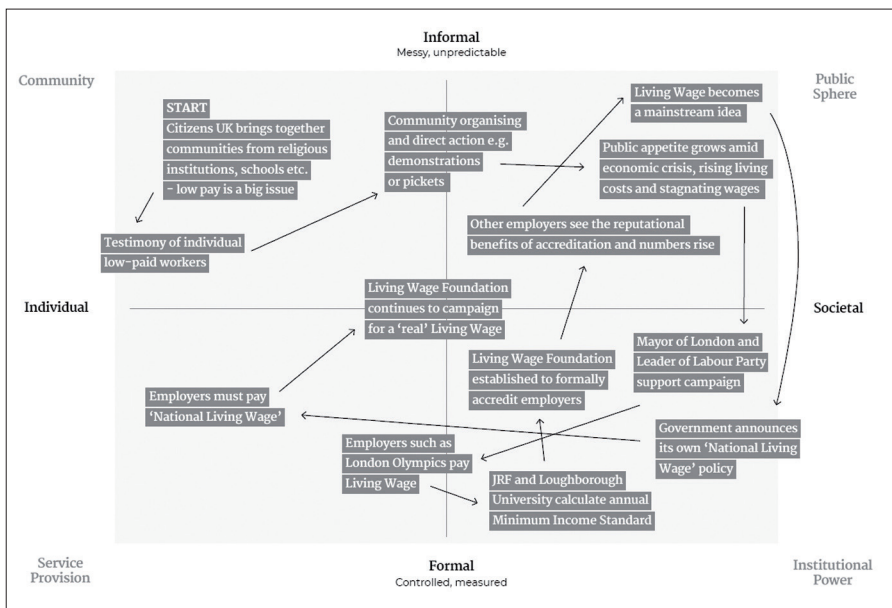 Informal
Messy, unpredictable
Community
Public
Sphere
START
Citizens UK brings together
communities from religious
institutions, schools etc.
- low pay is a big issue
Community organising
and direct action e.g.
demonstrations
or pickets
Living Wage becomes
a mainstream idea
Public appetite grows amid
economic crisis, rising living
costs and stagnating wages
Testimony of individual
low-paid workers
Other employers see the reputational
benefits of accreditation and numbers rise
Individual
Living Wage Foundation
continues to campaign
for a ‘real’ Living Wage
Societal
Living Wage Foundation
established to formally
accredit employers
Mayor of London and
Leader of Labour Party
support campaign
Employers must pay
‘National Living Wage’
Government announces
its own ‘National Living
Wage’ policy
Employers such as
London Olympics pay
Living Wage
JRF and Loughborough
University calculate annual
Minimum Income Standard
Service
Provision
Formal
Controlled, measured
Institutional
Power